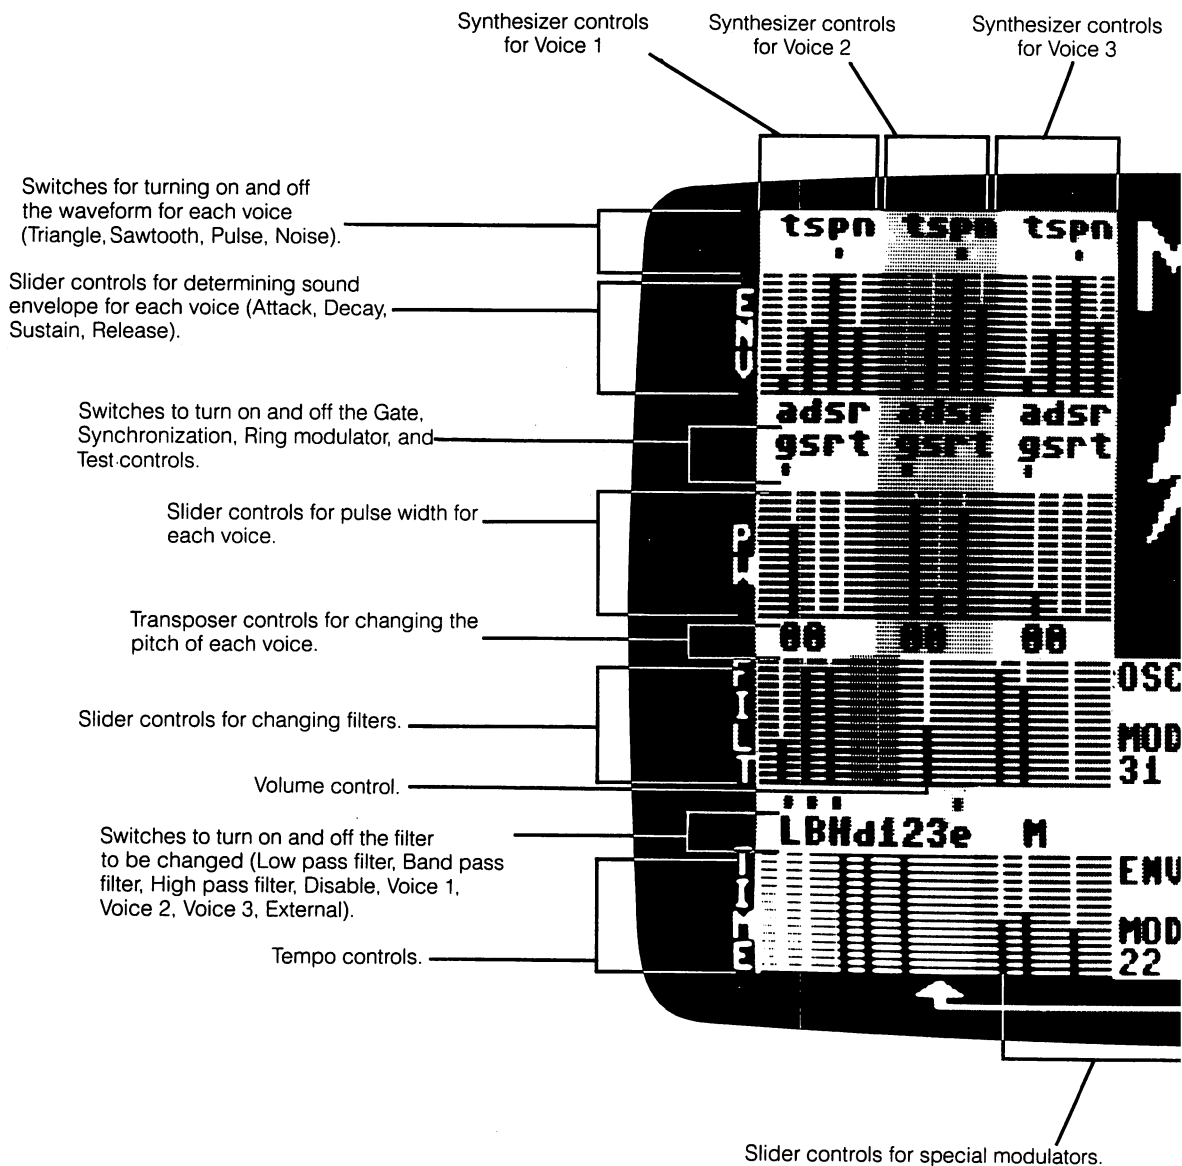 Synthesizer controls
for Voice 1
Synthesizer controls
for Voice 2
Synthesizer controls
for Voice 3
Switches for turning on and off
the waveform for each voice
(Triangle, Sawtooth, Pulse, Noise).
Slider controls for determining sound
envelope for each voice (Attack, Decay,
Sustain, Release).
Switches to turn on and off the Gate,
Synchronization, Ring modulator, and
Test controls.
Slider controls for pulse width for
each voice.
Transposer controls for changing the
pitch of each voice.
Slider controls for changing filters.
Volume control.
Switches to turn on and off the filter
to be changed (Low pass filter, Band pass
filter, High pass filter, Disable, Voice 1,
Voice 2, Voice 3, External).
Tempo controls.
tspn tspn tspn
ENV
adsr adsr adsr
gsrt gsrt gsrt
PW
00 00 00
FILT
OSC
MOD
31
LBHd123e M
TIME
ENV
MOD
22
Slider controls for special modulators.